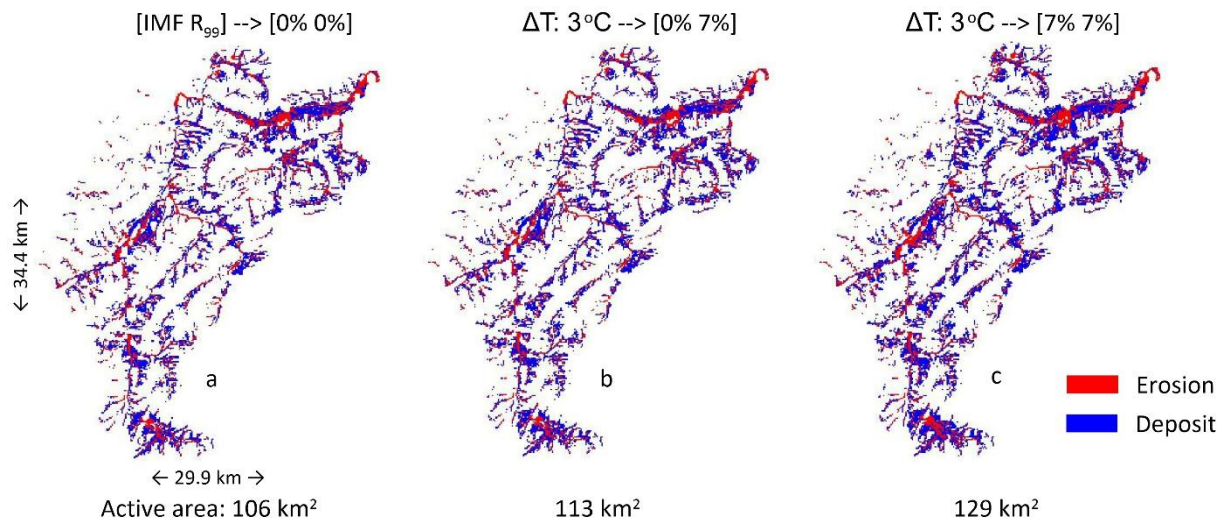 [IMF R₉₉] --> [0% 0%]
ΔT: 3 °C --> [0% 7%]
ΔT: 3 °C --> [7% 7%]
← 34.4 km →
a
b
c
Erosion
Deposit
← 29.9 km →
Active area: 106 km²
113 km²
129 km²